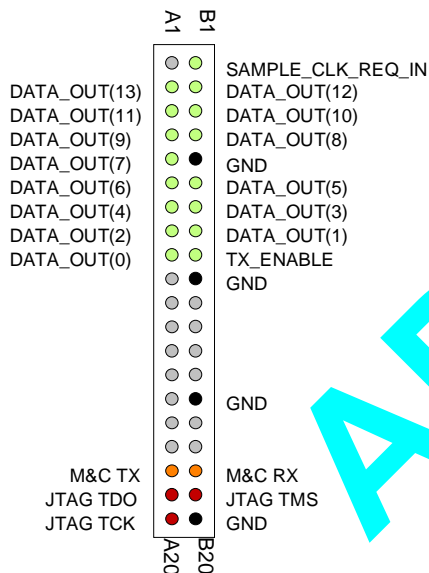 A1 B1
SAMPLE_CLK_REQ_IN
DATA_OUT(13) DATA_OUT(12)
DATA_OUT(11) DATA_OUT(10)
DATA_OUT(9) DATA_OUT(8)
DATA_OUT(7) GND
DATA_OUT(6) DATA_OUT(5)
DATA_OUT(4) DATA_OUT(3)
DATA_OUT(2) DATA_OUT(1)
DATA_OUT(0) TX_ENABLE
GND
GND
M&C TX M&C RX
JTAG TDO JTAG TMS
JTAG TCK GND
A20 B20